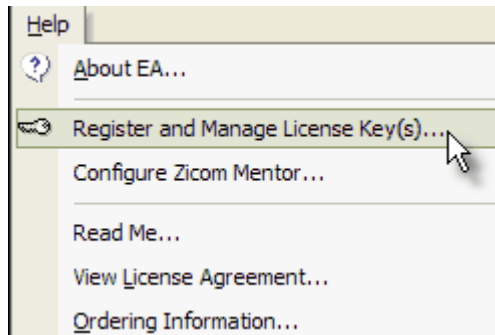 Help
About EA...
Register and Manage License Key(s)...
Configure Zicom Mentor...
Read Me...
View License Agreement...
Ordering Information...